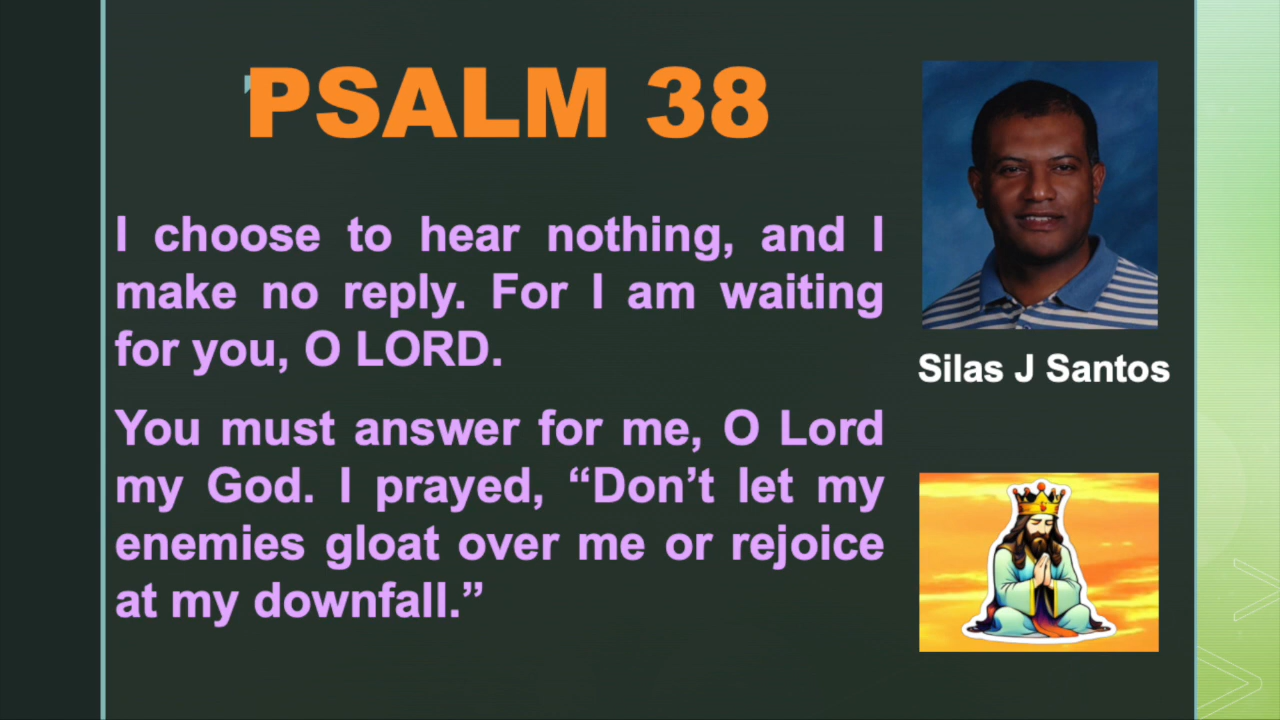 PSALM 38
I choose to hear nothing, and I
make no reply. For I am waiting
for you, O LORD.
You must answer for me, O Lord
my God. I prayed, “Don’t let my
enemies gloat over me or rejoice
at my downfall.”
Silas J Santos